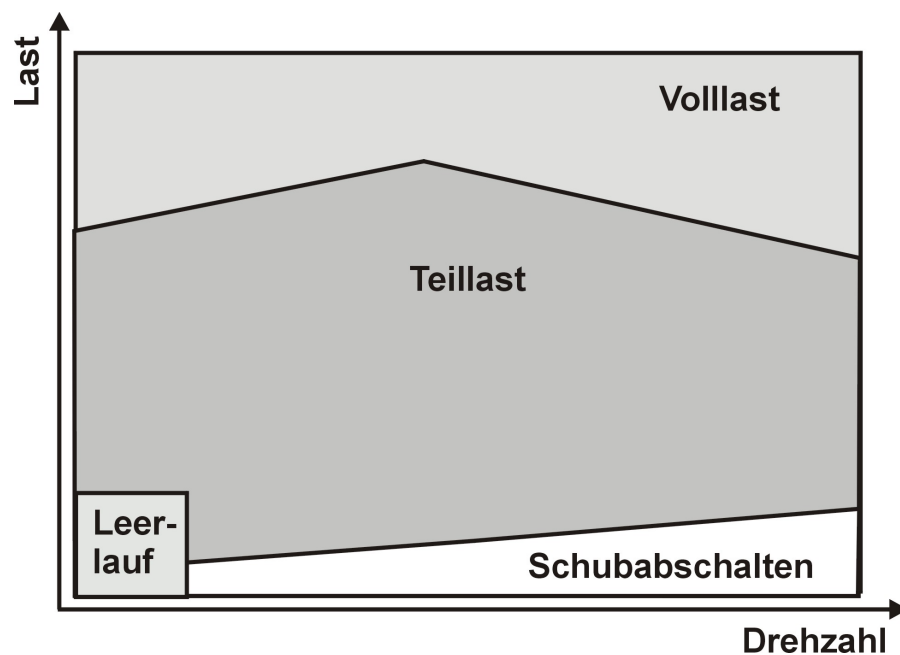 Last
Volllast
Teillast
Leer-
lauf
Schubabschalten
Drehzahl